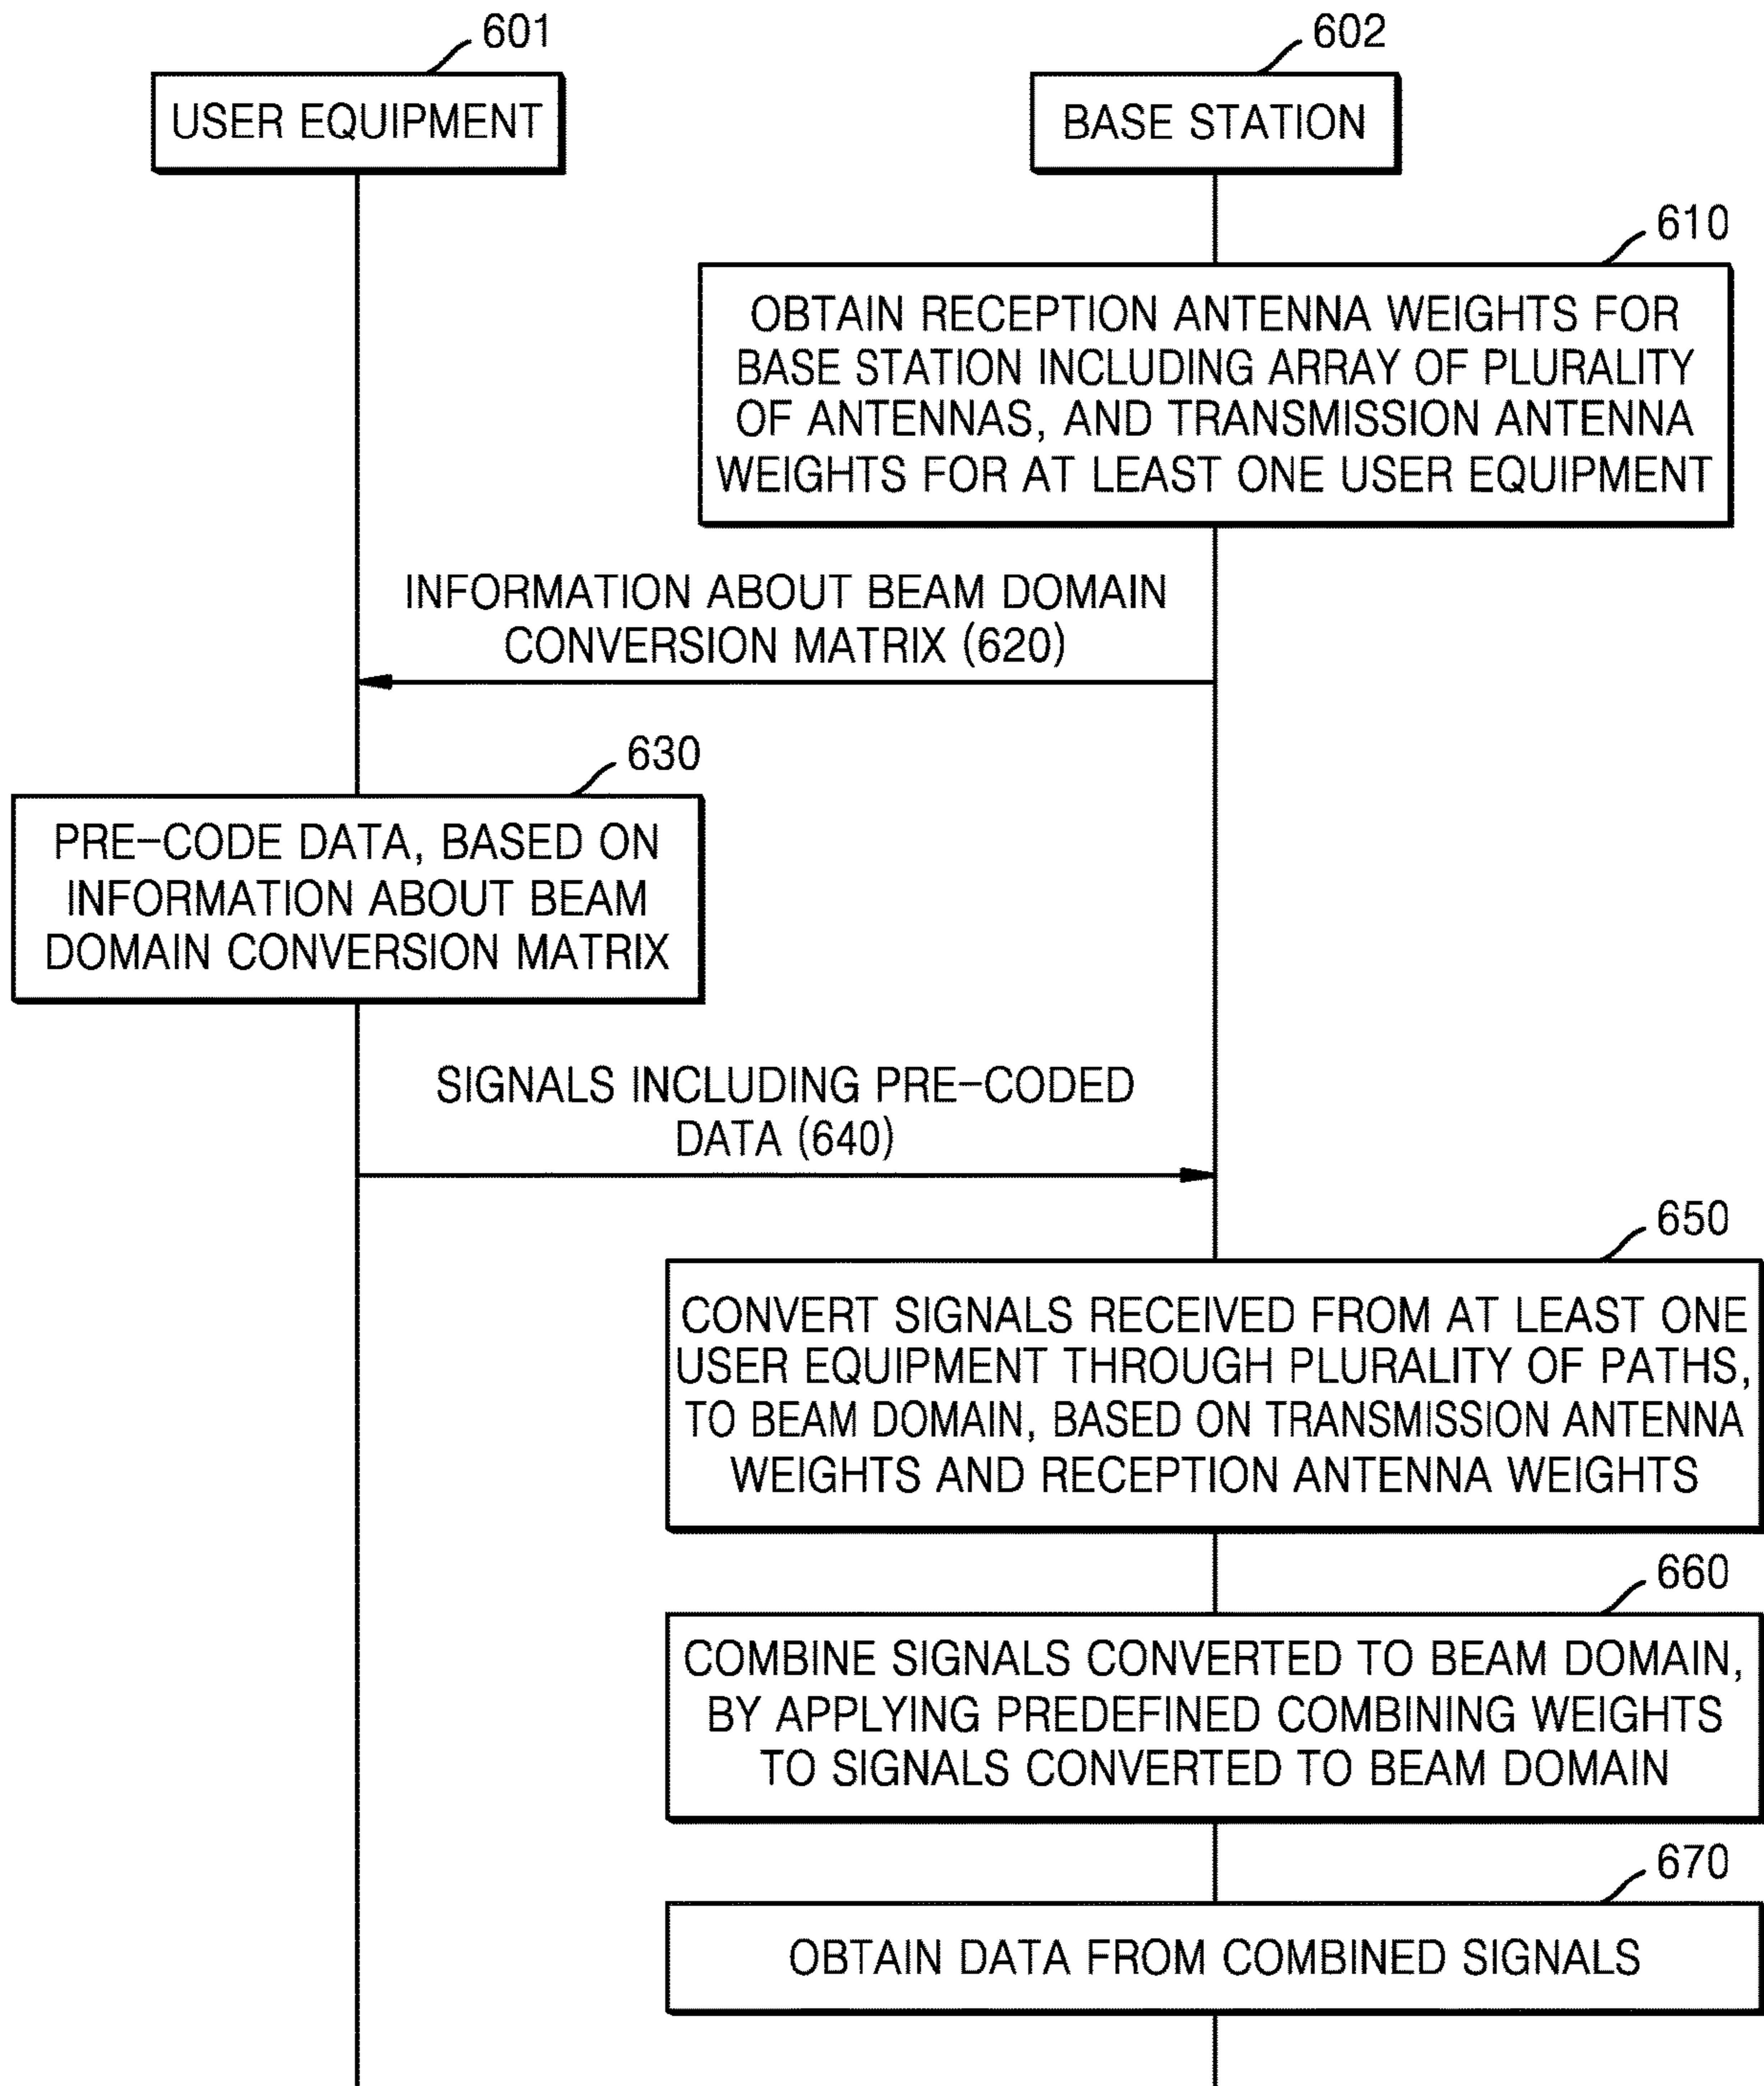 601
602
USER EQUIPMENT
BASE STATION
610
OBTAIN RECEPTION ANTENNA WEIGHTS FOR
BASE STATION INCLUDING ARRAY OF PLURALITY
OF ANTENNAS, AND TRANSMISSION ANTENNA
WEIGHTS FOR AT LEAST ONE USER EQUIPMENT
INFORMATION ABOUT BEAM DOMAIN
CONVERSION MATRIX (620)
630
PRE-CODE DATA, BASED ON
INFORMATION ABOUT BEAM
DOMAIN CONVERSION MATRIX
SIGNALS INCLUDING PRE-CODED
DATA (640)
650
CONVERT SIGNALS RECEIVED FROM AT LEAST ONE
USER EQUIPMENT THROUGH PLURALITY OF PATHS,
TO BEAM DOMAIN, BASED ON TRANSMISSION ANTENNA
WEIGHTS AND RECEPTION ANTENNA WEIGHTS
660
COMBINE SIGNALS CONVERTED TO BEAM DOMAIN,
BY APPLYING PREDEFINED COMBINING WEIGHTS
TO SIGNALS CONVERTED TO BEAM DOMAIN
670
OBTAIN DATA FROM COMBINED SIGNALS